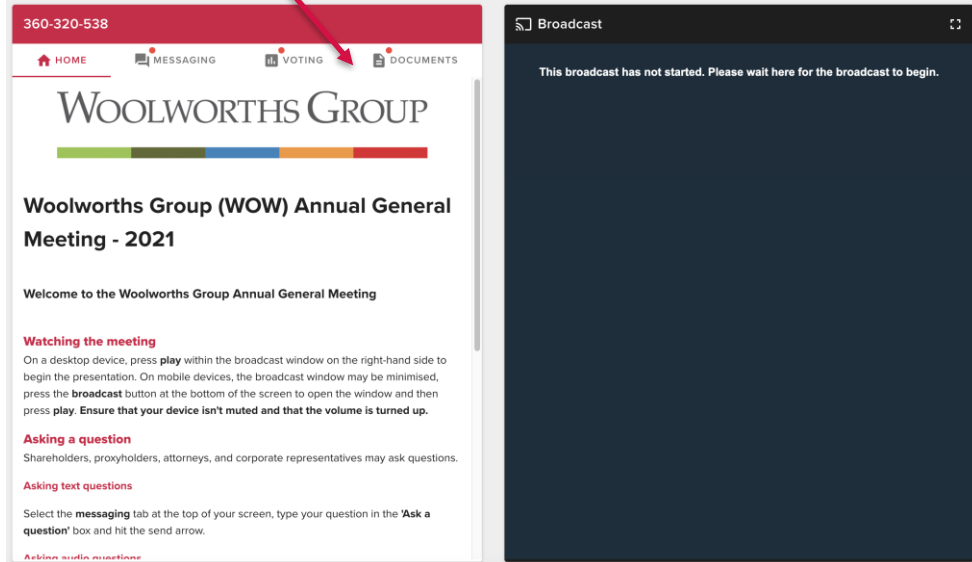 360-320-538
HOME
MESSAGING
VOTING
DOCUMENTS
WOOLWORTHS GROUP
Woolworths Group (WOW) Annual General
Meeting - 2021
Welcome to the Woolworths Group Annual General Meeting
Watching the meeting
On a desktop device, press play within the broadcast window on the right-hand side to
begin the presentation. On mobile devices, the broadcast window may be minimised,
press the broadcast button at the bottom of the screen to open the window and then
press play. Ensure that your device isn't muted and that the volume is turned up.
Asking a question
Shareholders, proxyholders, attorneys, and corporate representatives may ask questions.
Asking text questions
Select the messaging tab at the top of your screen, type your question in the 'Ask a
question' box and hit the send arrow.
Asking audio questions
Broadcast
This broadcast has not started. Please wait here for the broadcast to begin.